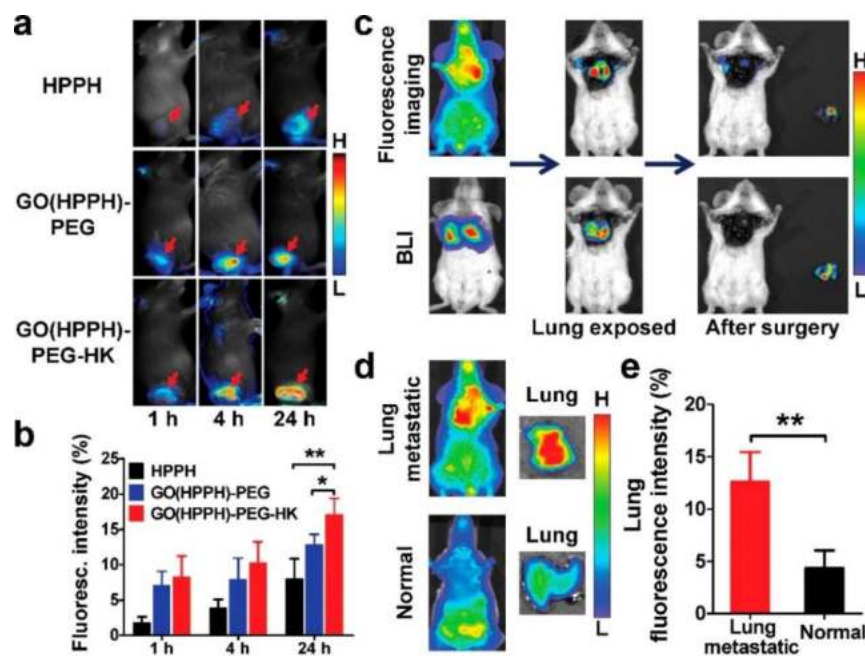 a
HPPH
GO(HPPH)-
PEG
GO(HPPH)-
PEG-HK
1 h 4 h 24 h
H
L
b
Fluoresc. intensity (%)
25
20
15
10
5
0
HPPH
GO(HPPH)-PEG
GO(HPPH)-PEG-HK
**
*
1 h 4 h 24 h
c
Fluorescence
imaging
BLI
Lung exposed
After surgery
H
L
d
Lung
metastatic
Normal
Lung
Lung
H
L
e
Lung
fluorescence intensity (%)
20
15
10
5
0
**
Lung
metastatic
Normal